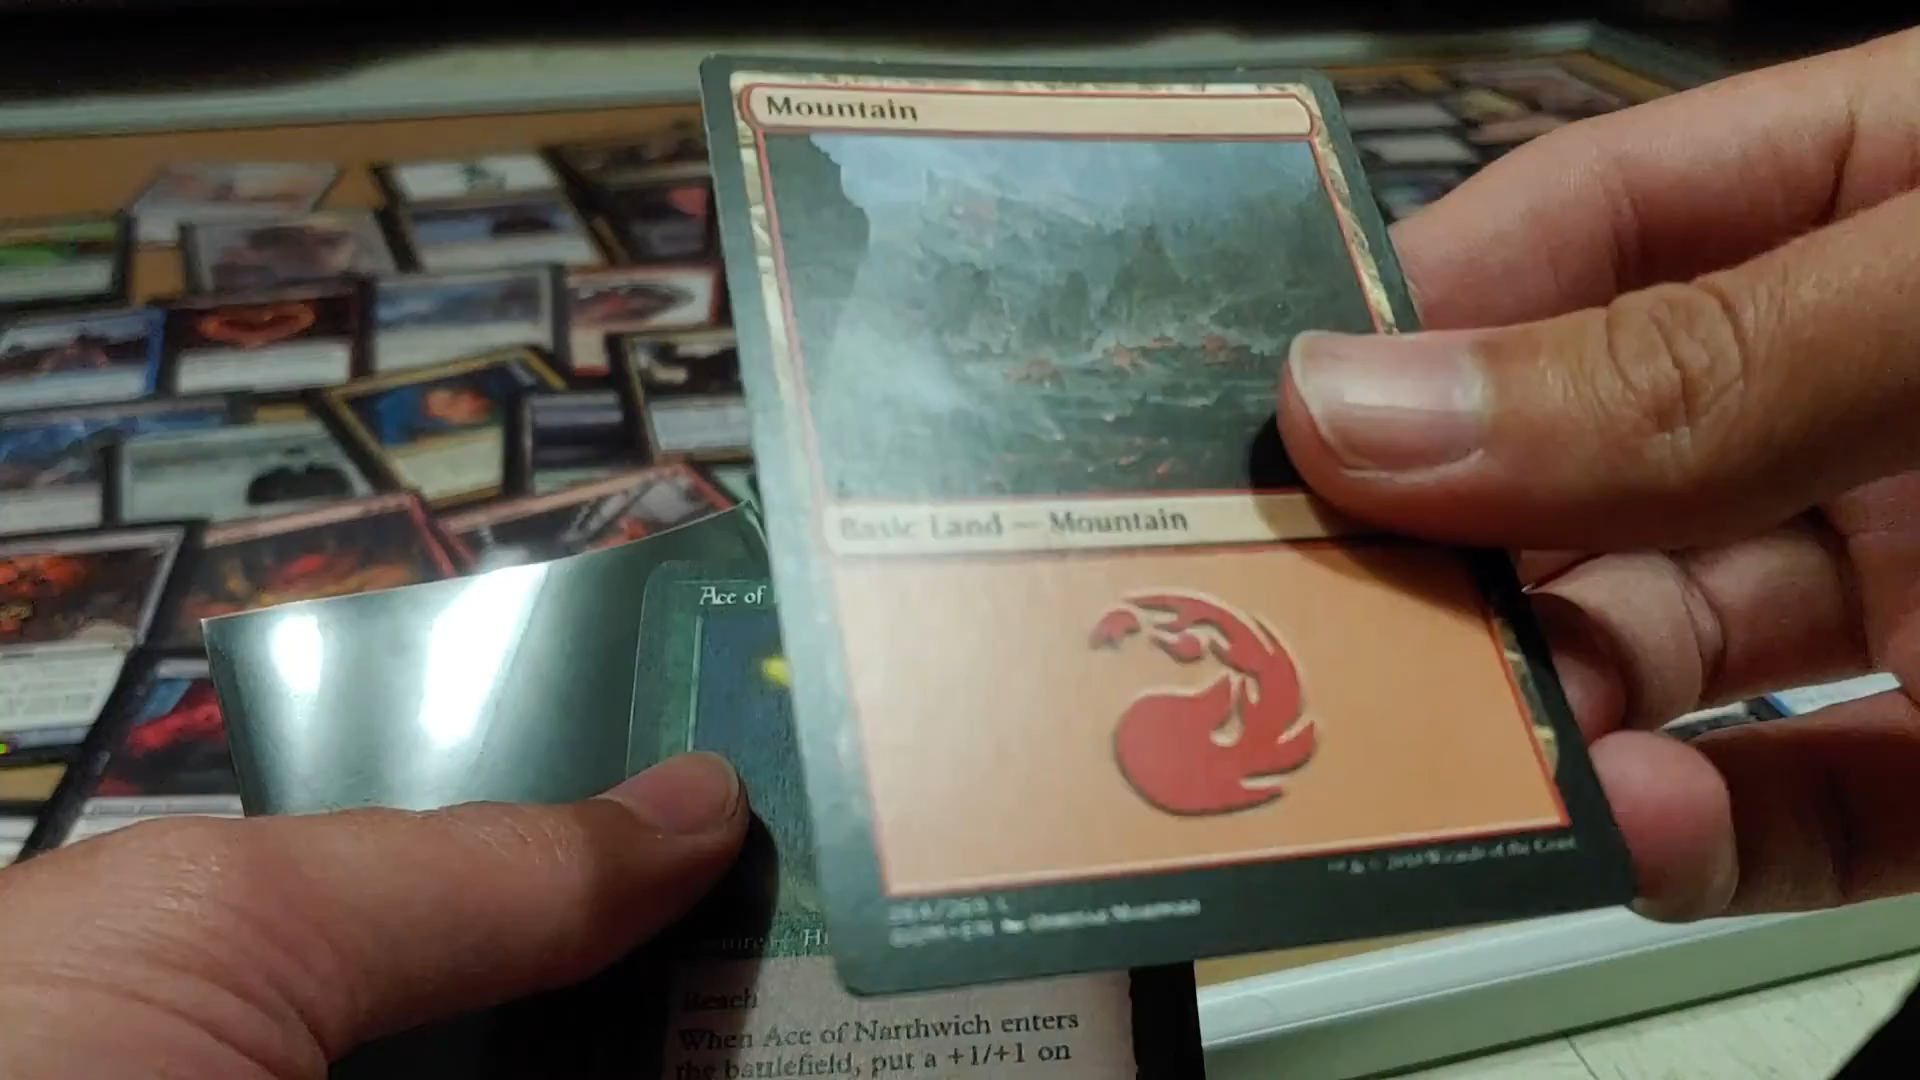 Mountain
Basic Land — Mountain
Ace of
Reach
When Ace of Narthwich enters
the battlefield, put a +1/+1 on